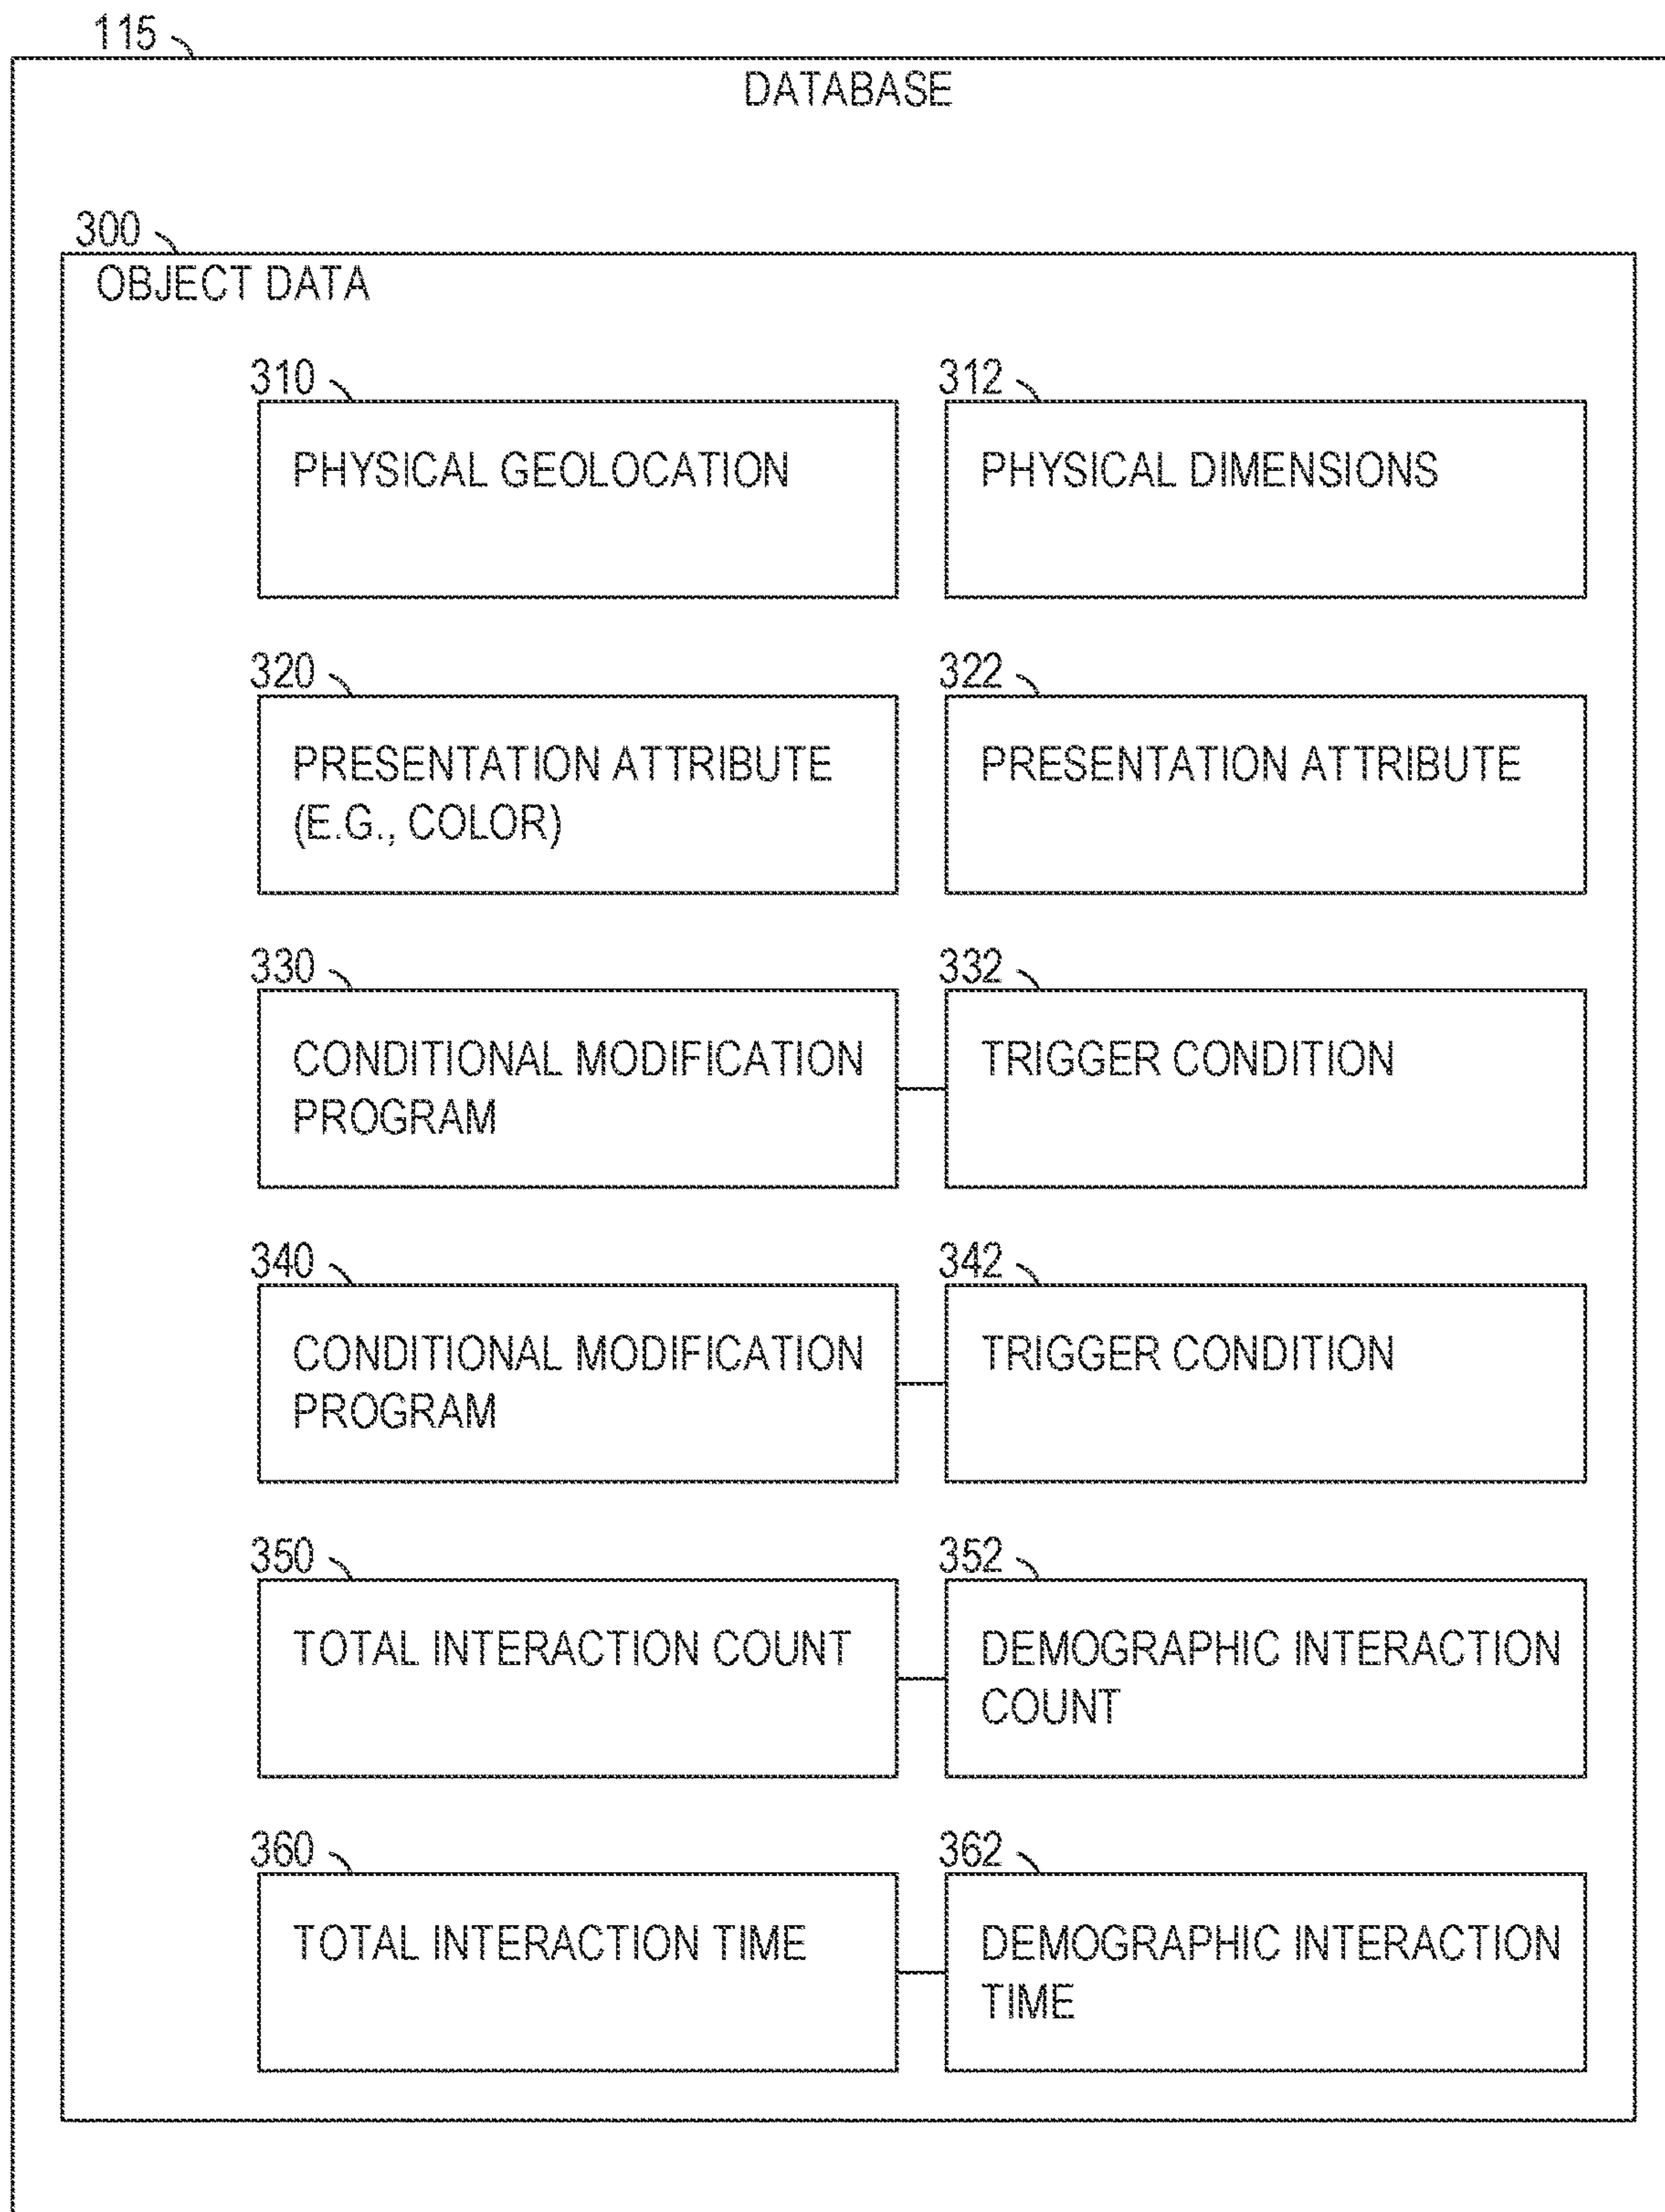 115
DATABASE
300
OBJECT DATA
310
312
PHYSICAL GEOLOCATION
PHYSICAL DIMENSIONS
320
322
PRESENTATION ATTRIBUTE
(E.G., COLOR)
PRESENTATION ATTRIBUTE
330
332
CONDITIONAL MODIFICATION
PROGRAM
TRIGGER CONDITION
340
342
CONDITIONAL MODIFICATION
PROGRAM
TRIGGER CONDITION
350
352
TOTAL INTERACTION COUNT
DEMOGRAPHIC INTERACTION
COUNT
360
362
TOTAL INTERACTION TIME
DEMOGRAPHIC INTERACTION
TIME